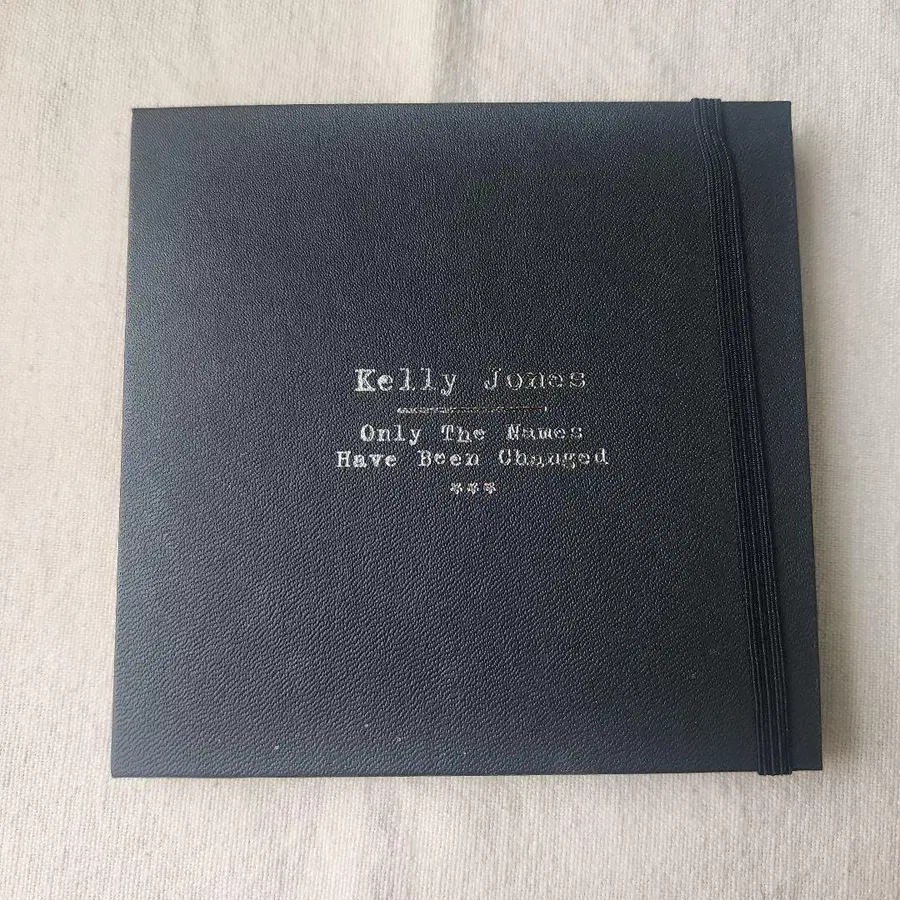 Kelly Jones
Only The Names
Have Been Changed
***